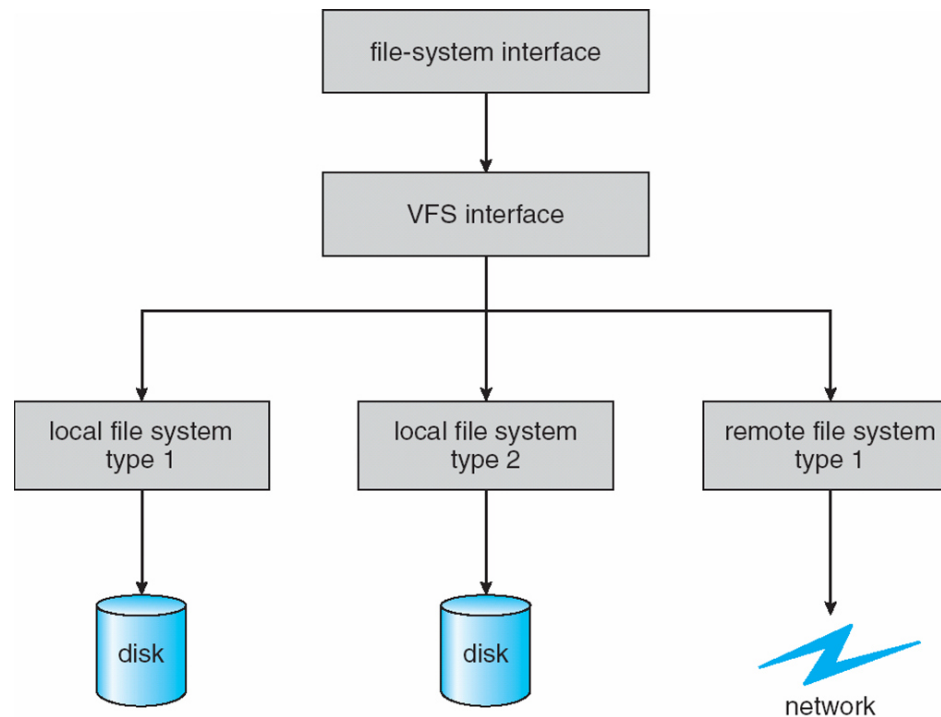 file-system interface
VFS interface
local file system
type 1
local file system
type 2
remote file system
type 1
disk
disk
network